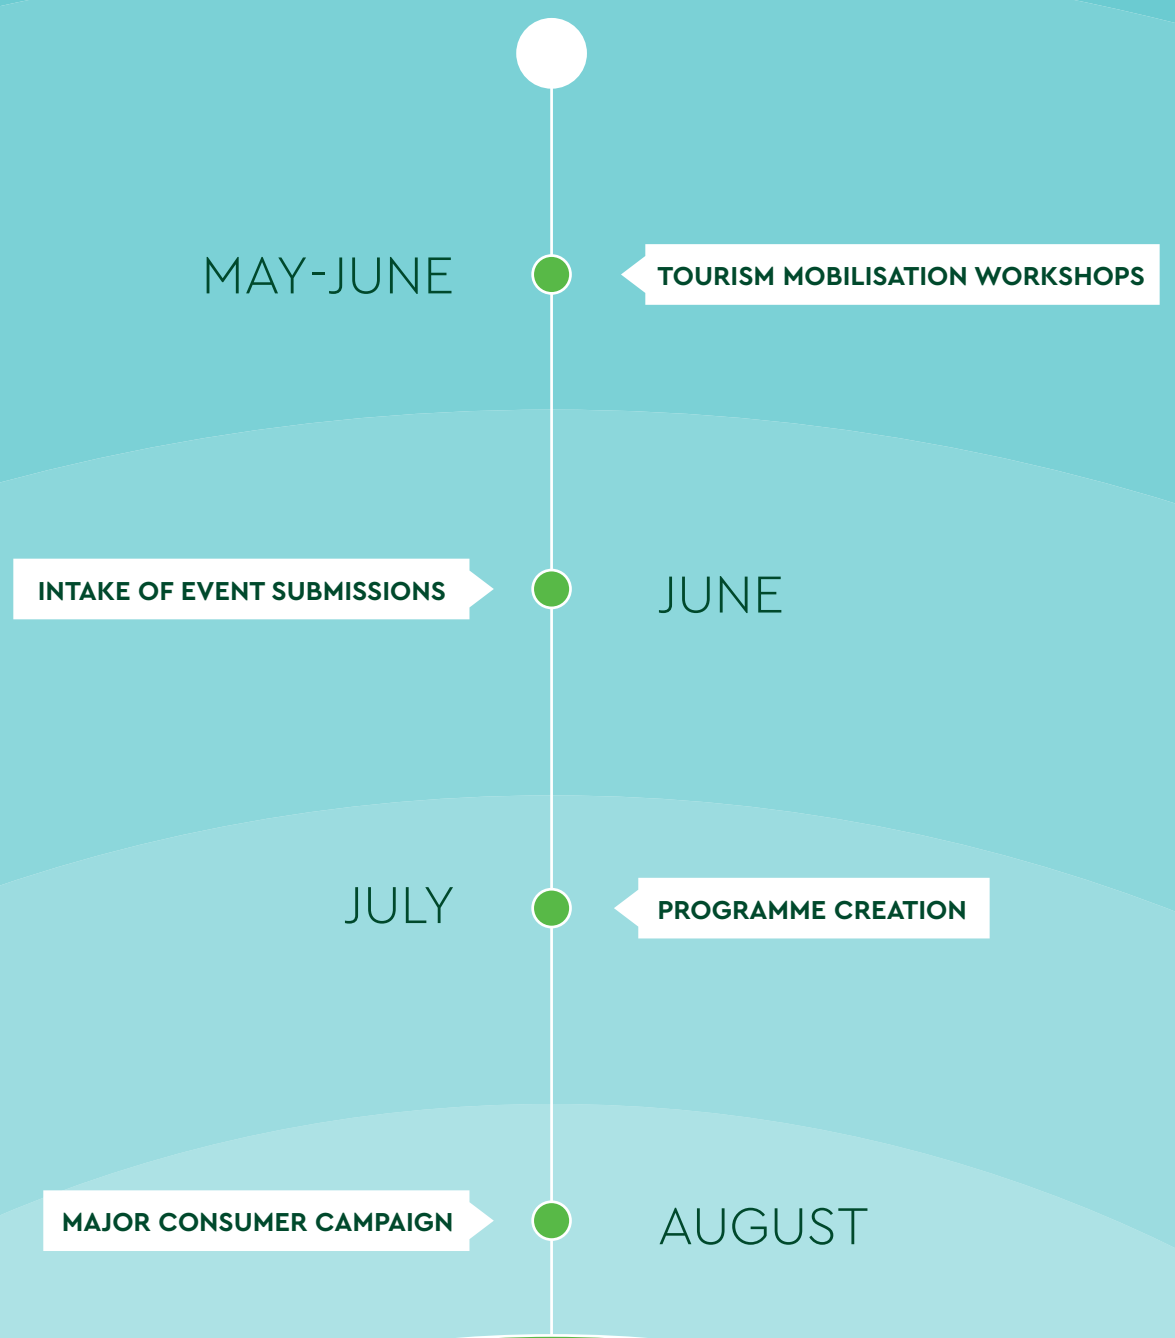 MAY-JUNE
TOURISM MOBILISATION WORKSHOPS
INTAKE OF EVENT SUBMISSIONS
JUNE
JULY
PROGRAMME CREATION
MAJOR CONSUMER CAMPAIGN
AUGUST